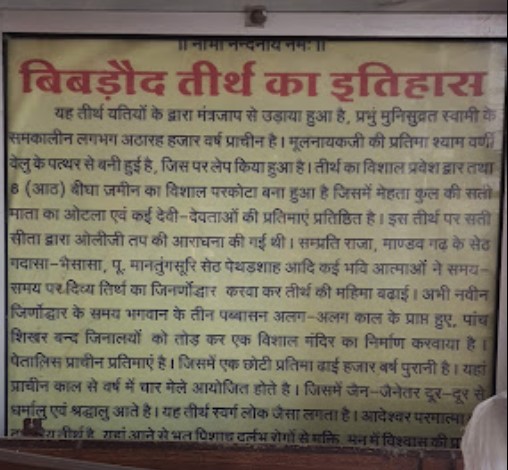 ॥ नाभी नन्दनाय नमः ॥
बिबड़ौद तीर्थ का इतिहास
यह तीर्थ यतियों के द्वारा मंत्रजाप से उड़ाया हुआ है, प्रभु मुनिसुव्रत स्वामी के
समकालीन लगभग अठारह हजार वर्ष प्राचीन है। मूलनायकजी की प्रतिमा श्याम वर्णी
वेलु के पत्थर से बनी हुई है, जिस पर लेप किया हुआ है। तीर्थ का विशाल प्रवेश द्वार तथा
8 (आठ) बीघा जमीन का विशाल परकोटा बना हुआ है जिसमें मेहता कुल की सती
माता का ओटला एवं कई देवी-देवताओं की प्रतिमाएं प्रतिष्ठित है। इस तीर्थ पर सती
सीता द्वारा ओलीजी तप की आराधना की गई थी। सम्प्रति राजा, माण्डव गढ़ के सेठ
गदासा-भैसासा, पू. मानतुंगसूरि सेठ पेथड़शाह आदि कई भवि आत्माओं ने समय-
समय पर दिव्य तिर्थ का जिनर्णोद्धार करवा कर तीर्थ की महिमा बढाई। अभी नवीन
जिर्णोद्धार के समय भगवान के तीन पब्बासन अलग-अलग काल के प्राप्त हुए, पांच
शिखर बन्द जिनालयों को तोड़ कर एक विशाल मंदिर का निर्माण करवाया है।
पेतालिस प्राचीन प्रतिमाएं है। जिसमें एक छोटी प्रतिमा ढाई हजार वर्ष पुरानी है। यहां
प्राचीन काल से वर्ष में चार मेले आयोजित होते है। जिसमें जेन-जेनेतर दूर-दूर से
धर्मालु एवं श्रद्धालु आते है। यह तीर्थ स्वर्ग लोक जैसा लगता है। आदेश्वर परमात्मा
तीर्थ है, यहां आने से भूत पिशाच दुर्लभ रोगों से मुक्ति, मन में विश्वास की